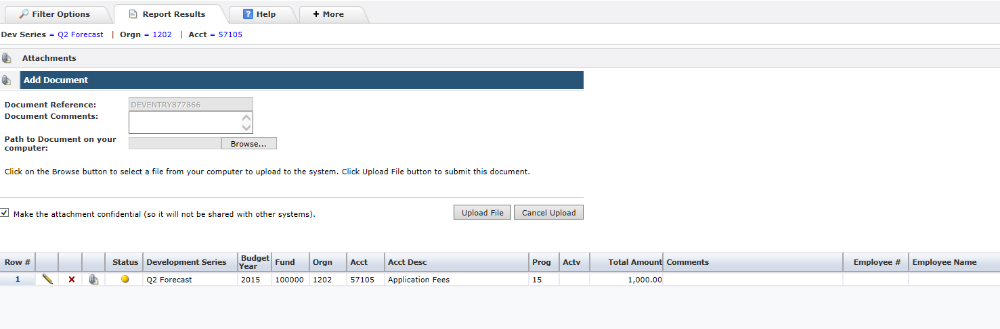 Filter Options Report Results ? Help + More
Dev Series = Q2 Forecast | Orgn = 1202 | Acct = 57105
Attachments
Add Document
Document Reference: DEVENTRY877866
Document Comments:
Path to Document on your
computer: Browse...
Click on the Browse button to select a file from your computer to upload to the system. Click Upload File button to submit this document.
Make the attachment confidential (so it will not be shared with other systems). Upload File Cancel Upload
Row # Status Development Series Budget Year Fund Orgn Acct Acct Desc Prog Actv Total Amount Comments Employee # Employee Name
1 Q2 Forecast 2015 100000 1202 57105 Application Fees 15 1,000.00